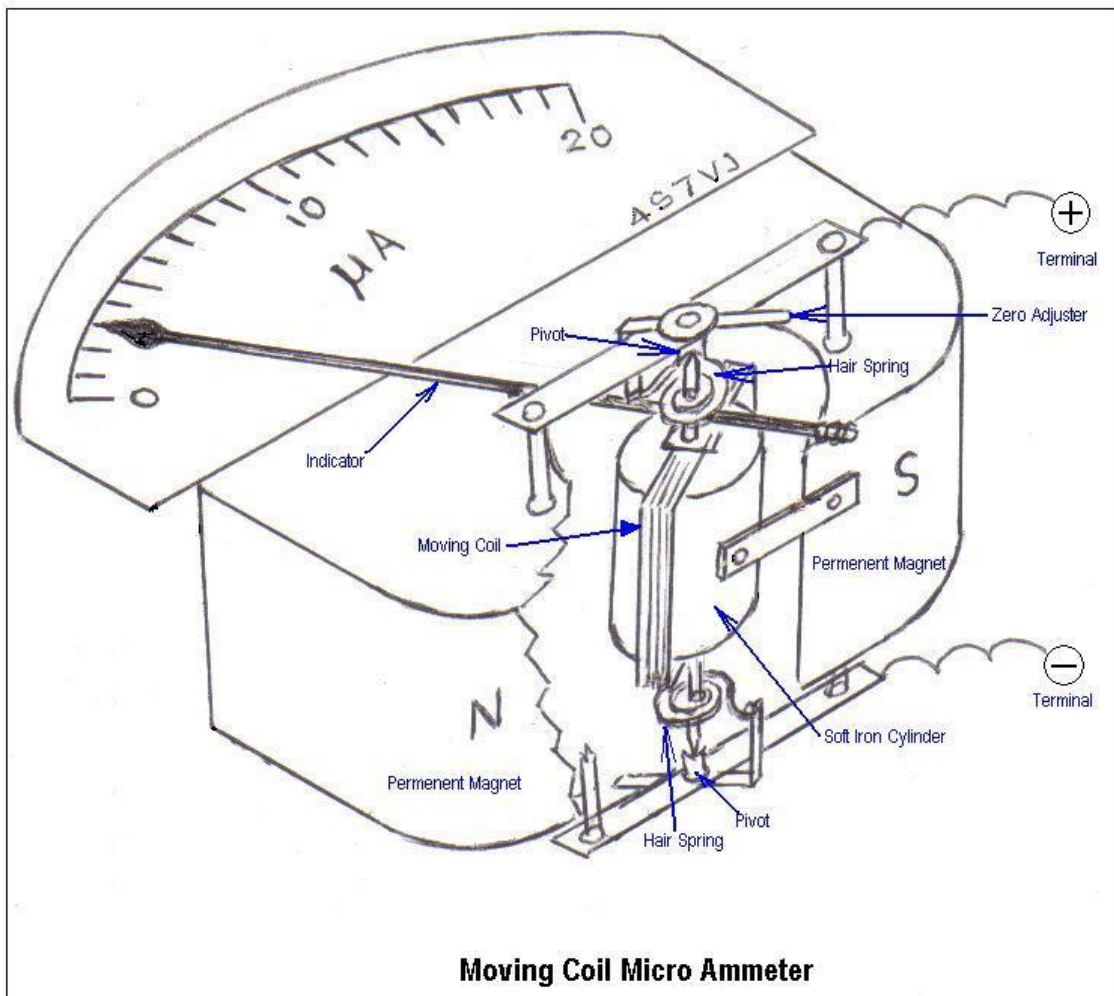 20
10
4S7VJ
µA
0
+
Terminal
Zero Adjuster
Pivot
Hair Spring
Indicator
Moving Coil
S
Permenent Magnet
N
Permenent Magnet
−
Terminal
Soft Iron Cylinder
Pivot
Hair Spring
Moving Coil Micro Ammeter